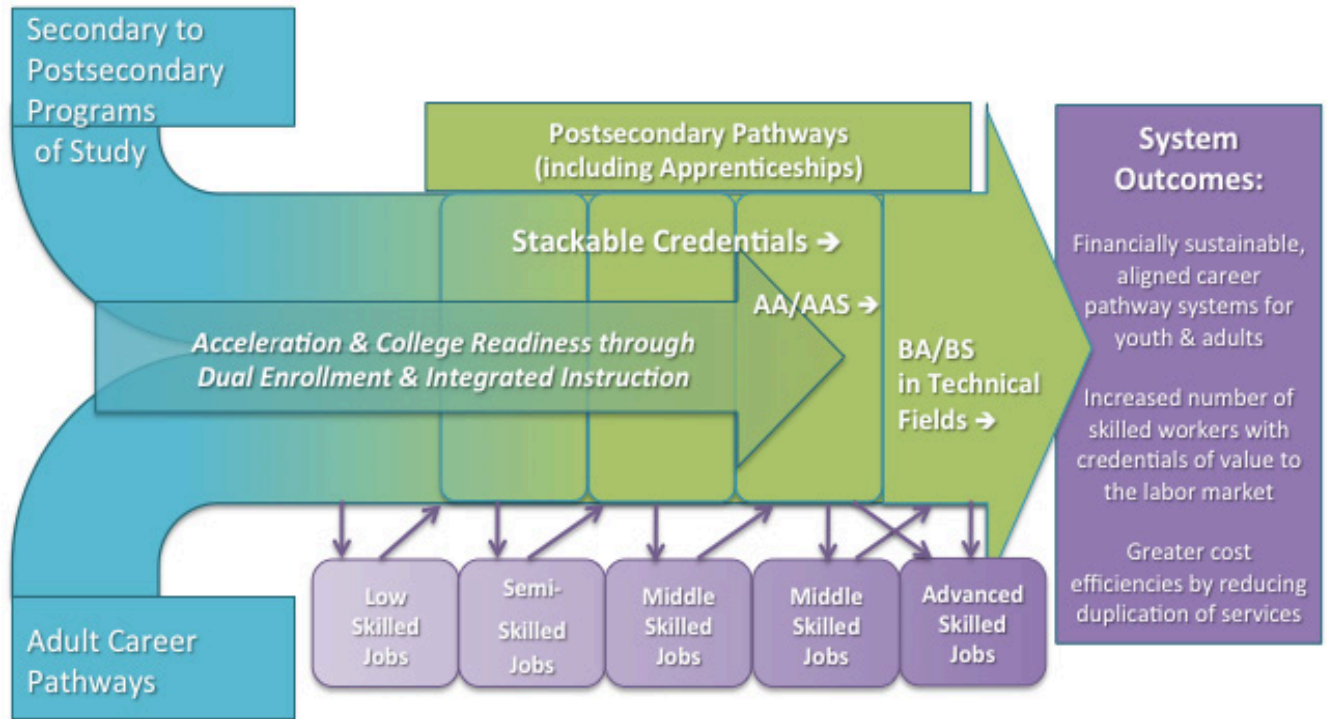 Secondary to
Postsecondary
Programs
of Study
Postsecondary Pathways
(including Apprenticeships)
Stackable Credentials →
AA/AAS →
Acceleration & College Readiness through
Dual Enrollment & Integrated Instruction
BA/BS
in Technical
Fields →
System
Outcomes:
Financially sustainable,
aligned career
pathway systems for
youth & adults
Increased number of
skilled workers with
credentials of value to
the labor market
Greater cost
efficiencies by reducing
duplication of services
Adult Career
Pathways
Low
Skilled
Jobs
Semi-
Skilled
Jobs
Middle
Skilled
Jobs
Middle
Skilled
Jobs
Advanced
Skilled
Jobs